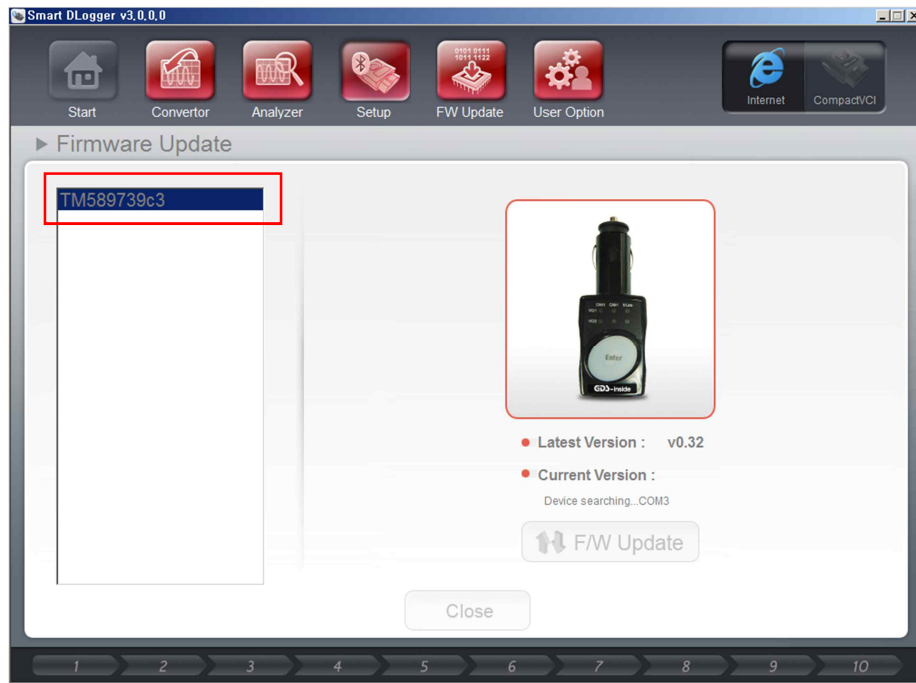 Smart DLogger v3,0,0,0
Start Convertor Analyzer Setup FW Update User Option Internet CompactVCI
0101 0111
1011 1122
Firmware Update
TM589739c3
Enter
GDS-inside
Latest Version : v0.32
Current Version :
Device searching...COM3
F/W Update
Close
1 2 3 4 5 6 7 8 9 10